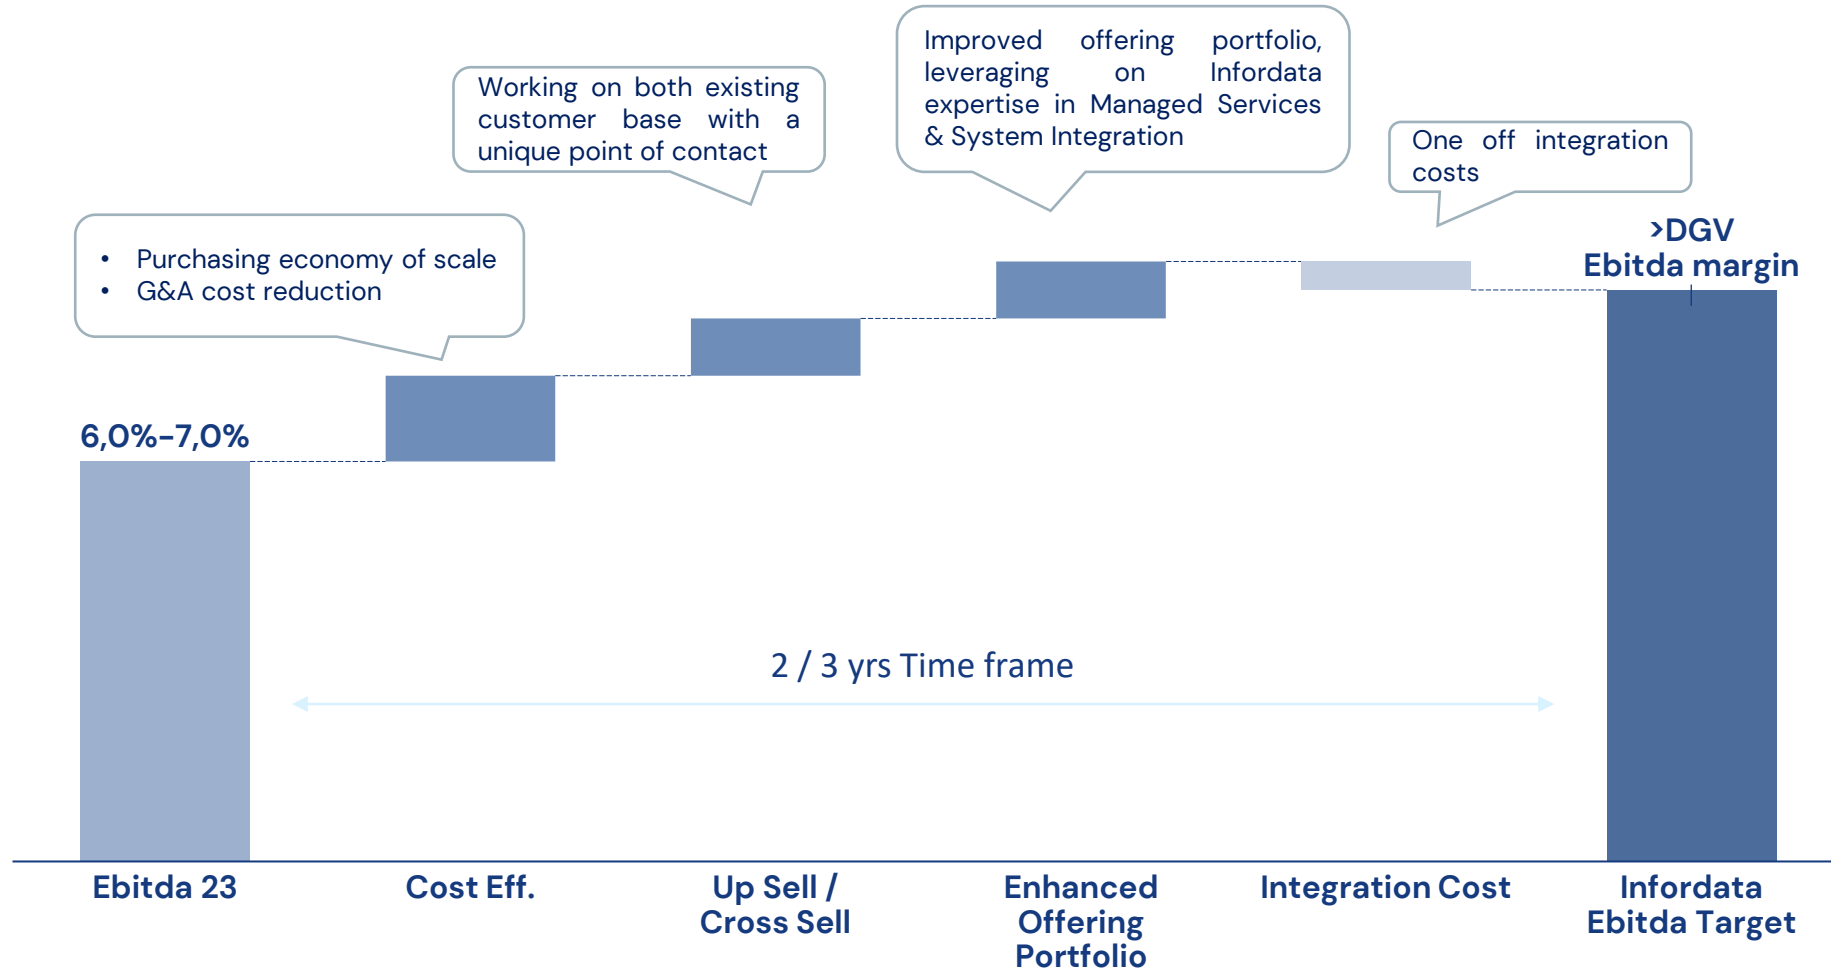 Improved offering portfolio,
leveraging on Infordata
expertise in Managed Services
& System Integration
Working on both existing
customer base with a
unique point of contact
One off integration
costs
• Purchasing economy of scale
• G&A cost reduction
>DGV
Ebitda margin
6,0%-7,0%
2 / 3 yrs Time frame
Ebitda 23
Cost Eff.
Up Sell /
Cross Sell
Enhanced
Offering
Portfolio
Integration Cost
Infordata
Ebitda Target